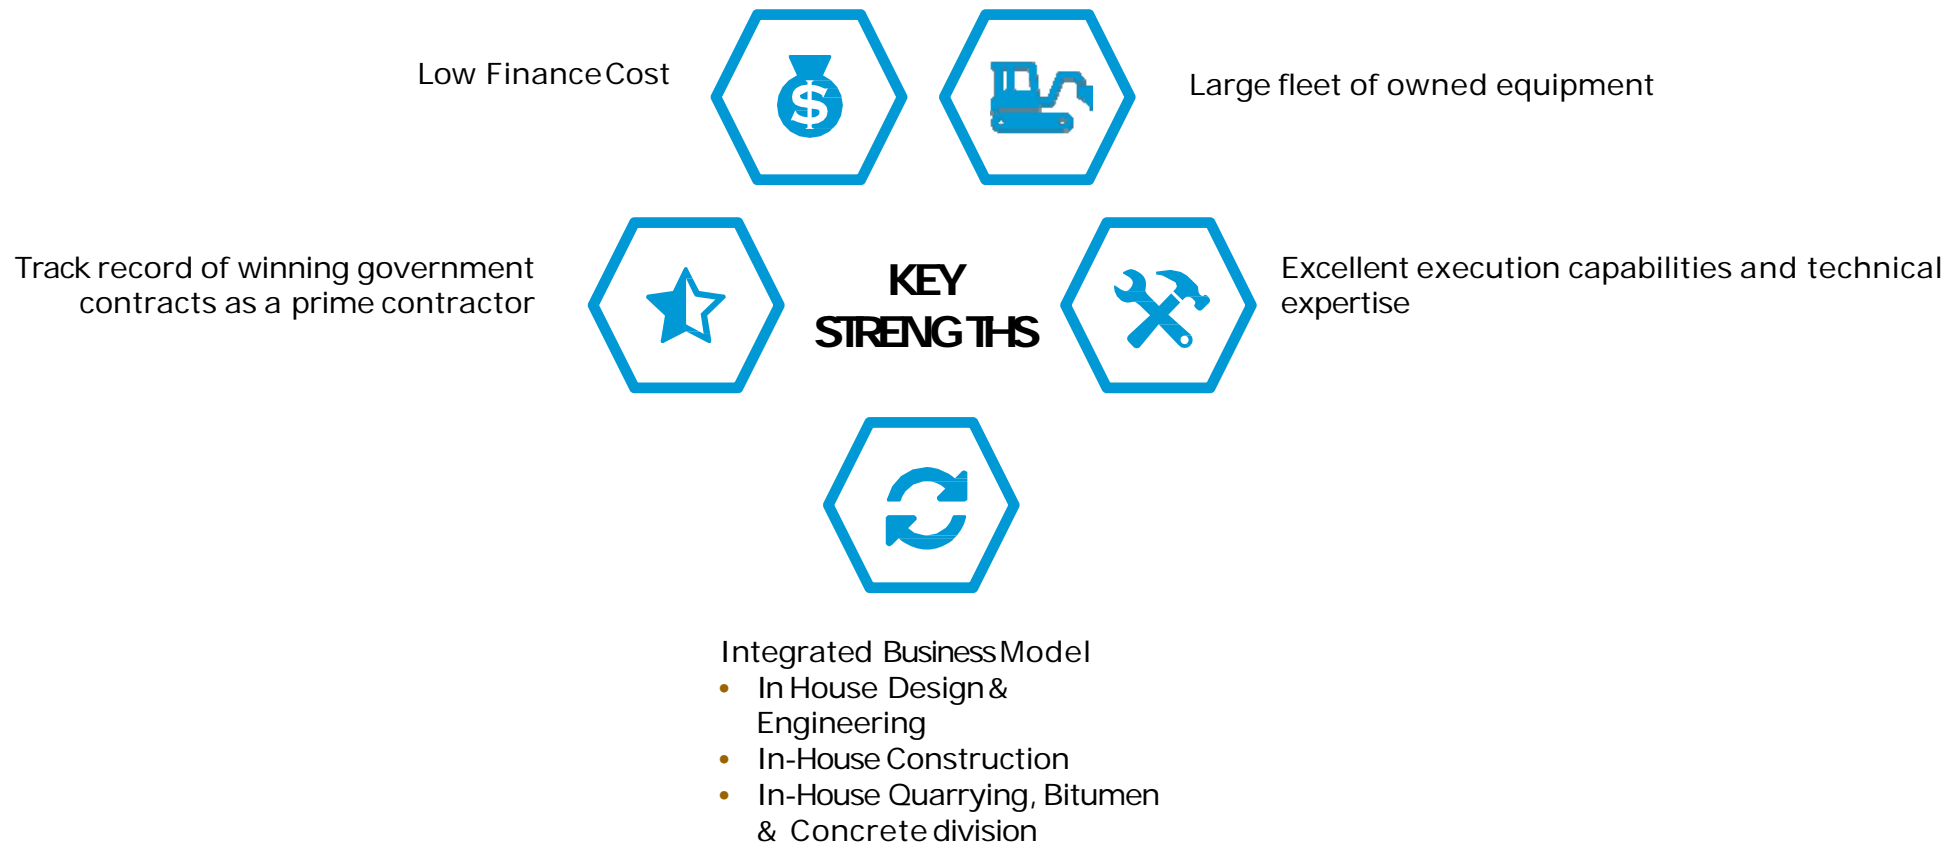 Low Finance Cost
Large fleet of owned equipment
Track record of winning government
contracts as a prime contractor
KEY
STRENGTHS
Excellent execution capabilities and technical
expertise
$
Integrated Business Model
• In House Design &
Engineering
• In-House Construction
• In-House Quarrying, Bitumen
& Concrete division